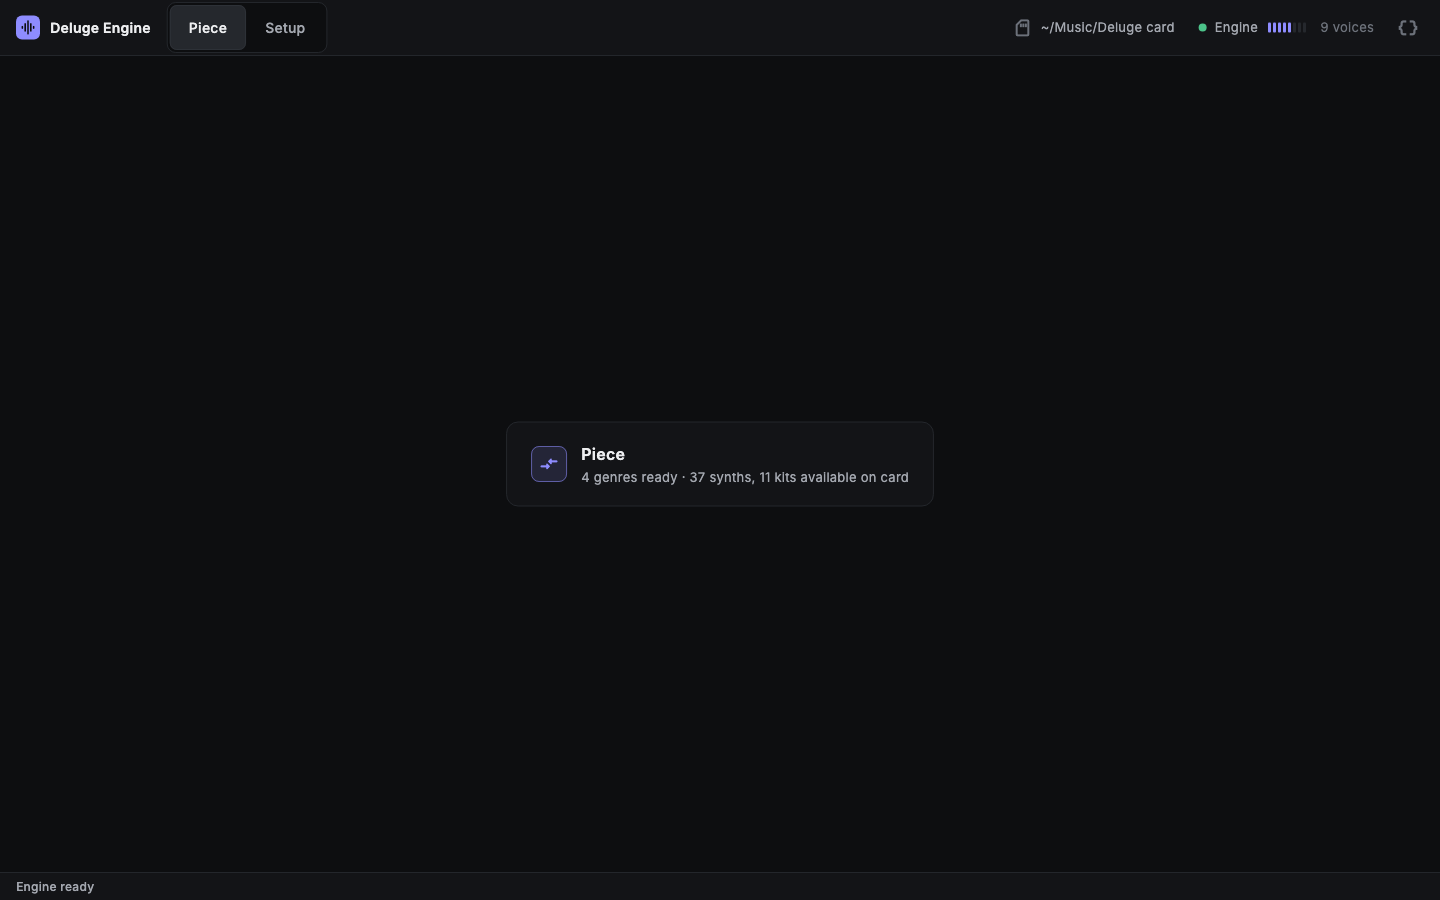 Deluge Engine
Piece
Setup
~/Music/Deluge card
Engine
9 voices
Piece
4 genres ready · 37 synths, 11 kits available on card
Engine ready